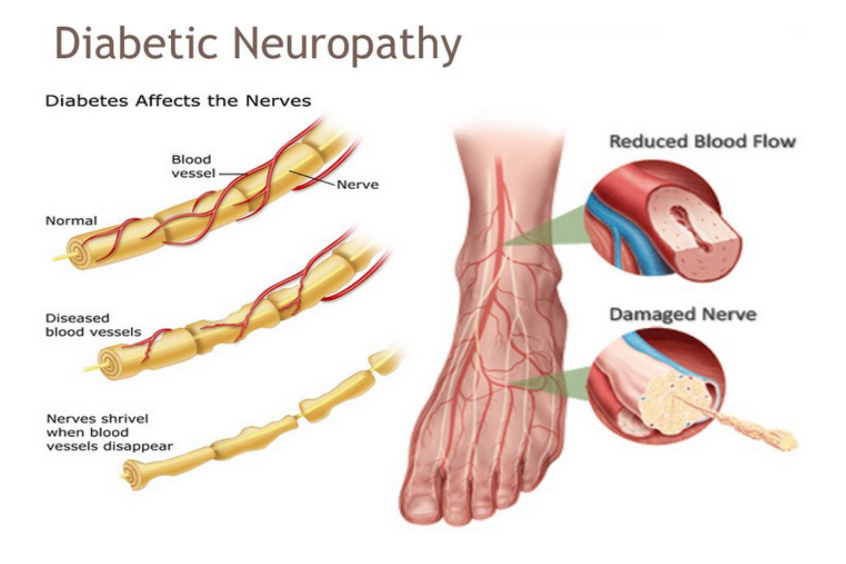 Diabetic Neuropathy
Diabetes Affects the Nerves
Blood
vessel
Nerve
Normal
Diseased
blood vessels
Nerves shrivel
when blood
vessels disappear
Reduced Blood Flow
Damaged Nerve